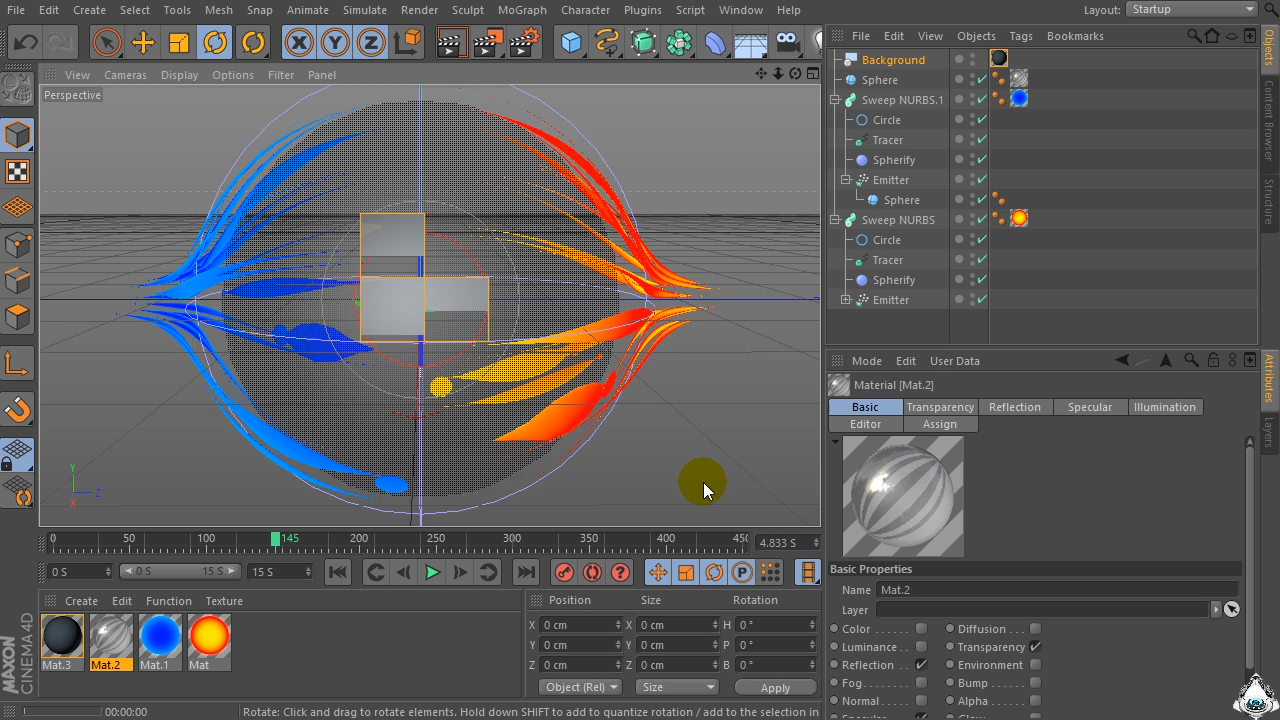 File Edit Create Select Tools Mesh Snap Animate Simulate Render Sculpt MoGraph Character Plugins Script Window Help Layout: Startup
View Cameras Display Options Filter Panel
Perspective
Y
Z
X
File Edit View Objects Tags Bookmarks
Background
Sphere
Sweep NURBS.1
Circle
Tracer
Spherify
Emitter
Sphere
Sweep NURBS
Circle
Tracer
Spherify
Emitter
Objects
Content Browser
Structure
Mode Edit User Data
Material [Mat.2]
Basic Transparency Reflection Specular Illumination
Editor Assign
Attributes
Layers
Basic Properties
Name Mat.2
Layer
Color . . . . . . Diffusion . . .
Luminance . . Transparency
Reflection . . . Environment
Fog . . . . . . . . Bump . . . . . .
Normal . . . . . Alpha . . . . . .
0 50 100 145 200 250 300 350 400 450 4.833 S
0 S 0 S 15 S 15 S
Create Edit Function Texture
Mat.3 Mat.2 Mat.1 Mat
Position Size Rotation
X 0 cm X 0 cm H 0 °
Y 0 cm Y 0 cm P 0 °
Z 0 cm Z 0 cm B 0 °
Object (Rel) Size Apply
MAXON CINEMA 4D
00:00:00 Rotate: Click and drag to rotate elements. Hold down SHIFT to add to quantize rotation / add to the selection in